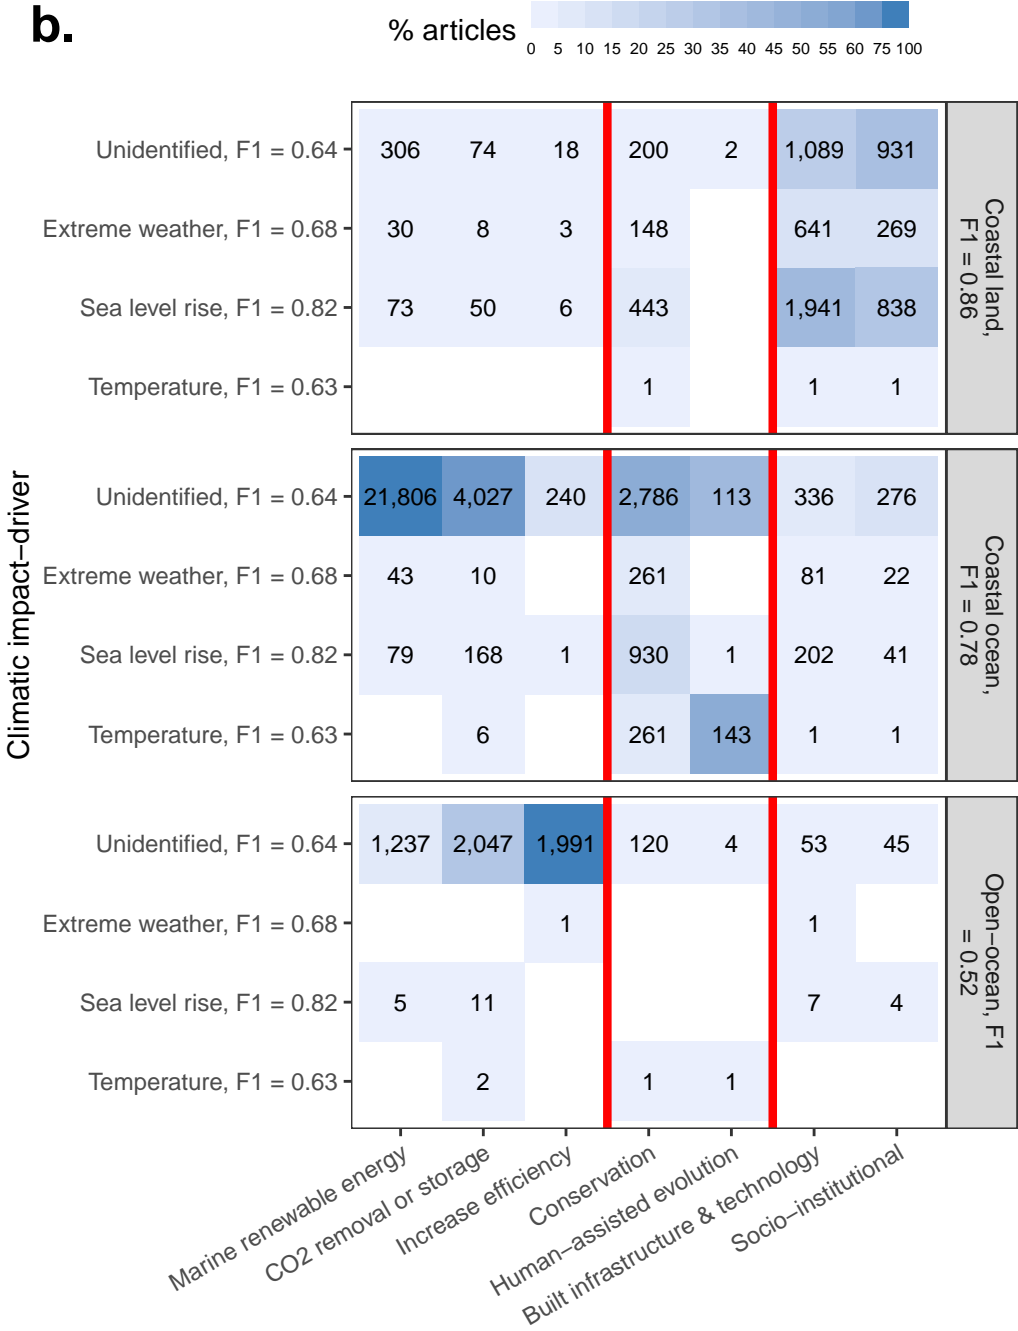 b.
% articles
0 5 10 15 20 25 30 35 40 45 50 55 60 75 100
Climatic impact−driver
Unidentified, F1 = 0.64 306 74 18 200 2 1,089 931
Extreme weather, F1 = 0.68 30 8 3 148 641 269
Sea level rise, F1 = 0.82 73 50 6 443 1,941 838
Temperature, F1 = 0.63 1 1 1
Coastal land,
F1 = 0.86
Unidentified, F1 = 0.64 21,806 4,027 240 2,786 113 336 276
Extreme weather, F1 = 0.68 43 10 261 81 22
Sea level rise, F1 = 0.82 79 168 1 930 1 202 41
Temperature, F1 = 0.63 6 261 143 1 1
Coastal ocean,
F1 = 0.78
Unidentified, F1 = 0.64 1,237 2,047 1,991 120 4 53 45
Extreme weather, F1 = 0.68 1 1
Sea level rise, F1 = 0.82 5 11 7 4
Temperature, F1 = 0.63 2 1 1
Open−ocean, F1
= 0.52
Marine renewable energy
CO2 removal or storage
Increase efficiency
Conservation
Human−assisted evolution
Built infrastructure & technology
Socio−institutional